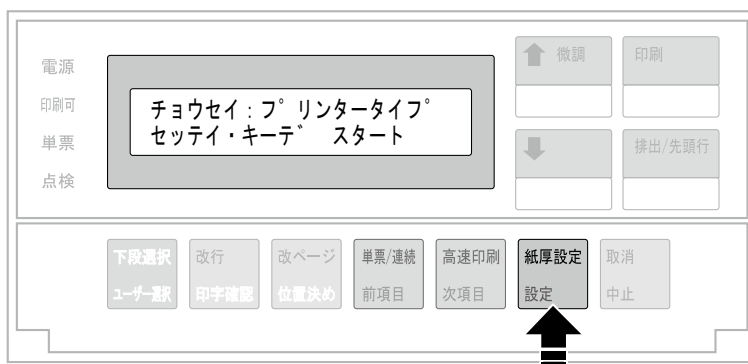 電源
印刷可
単票
点検
チョウセイ:プリンタータイプ
セッテイ・キーデ スタート
微調
印刷
排出/先頭行
下段選択
ユーザー選択
改行
印字確認
改ページ
位置決め
単票/連続
前項目
高速印刷
次項目
紙厚設定
設定
取消
中止